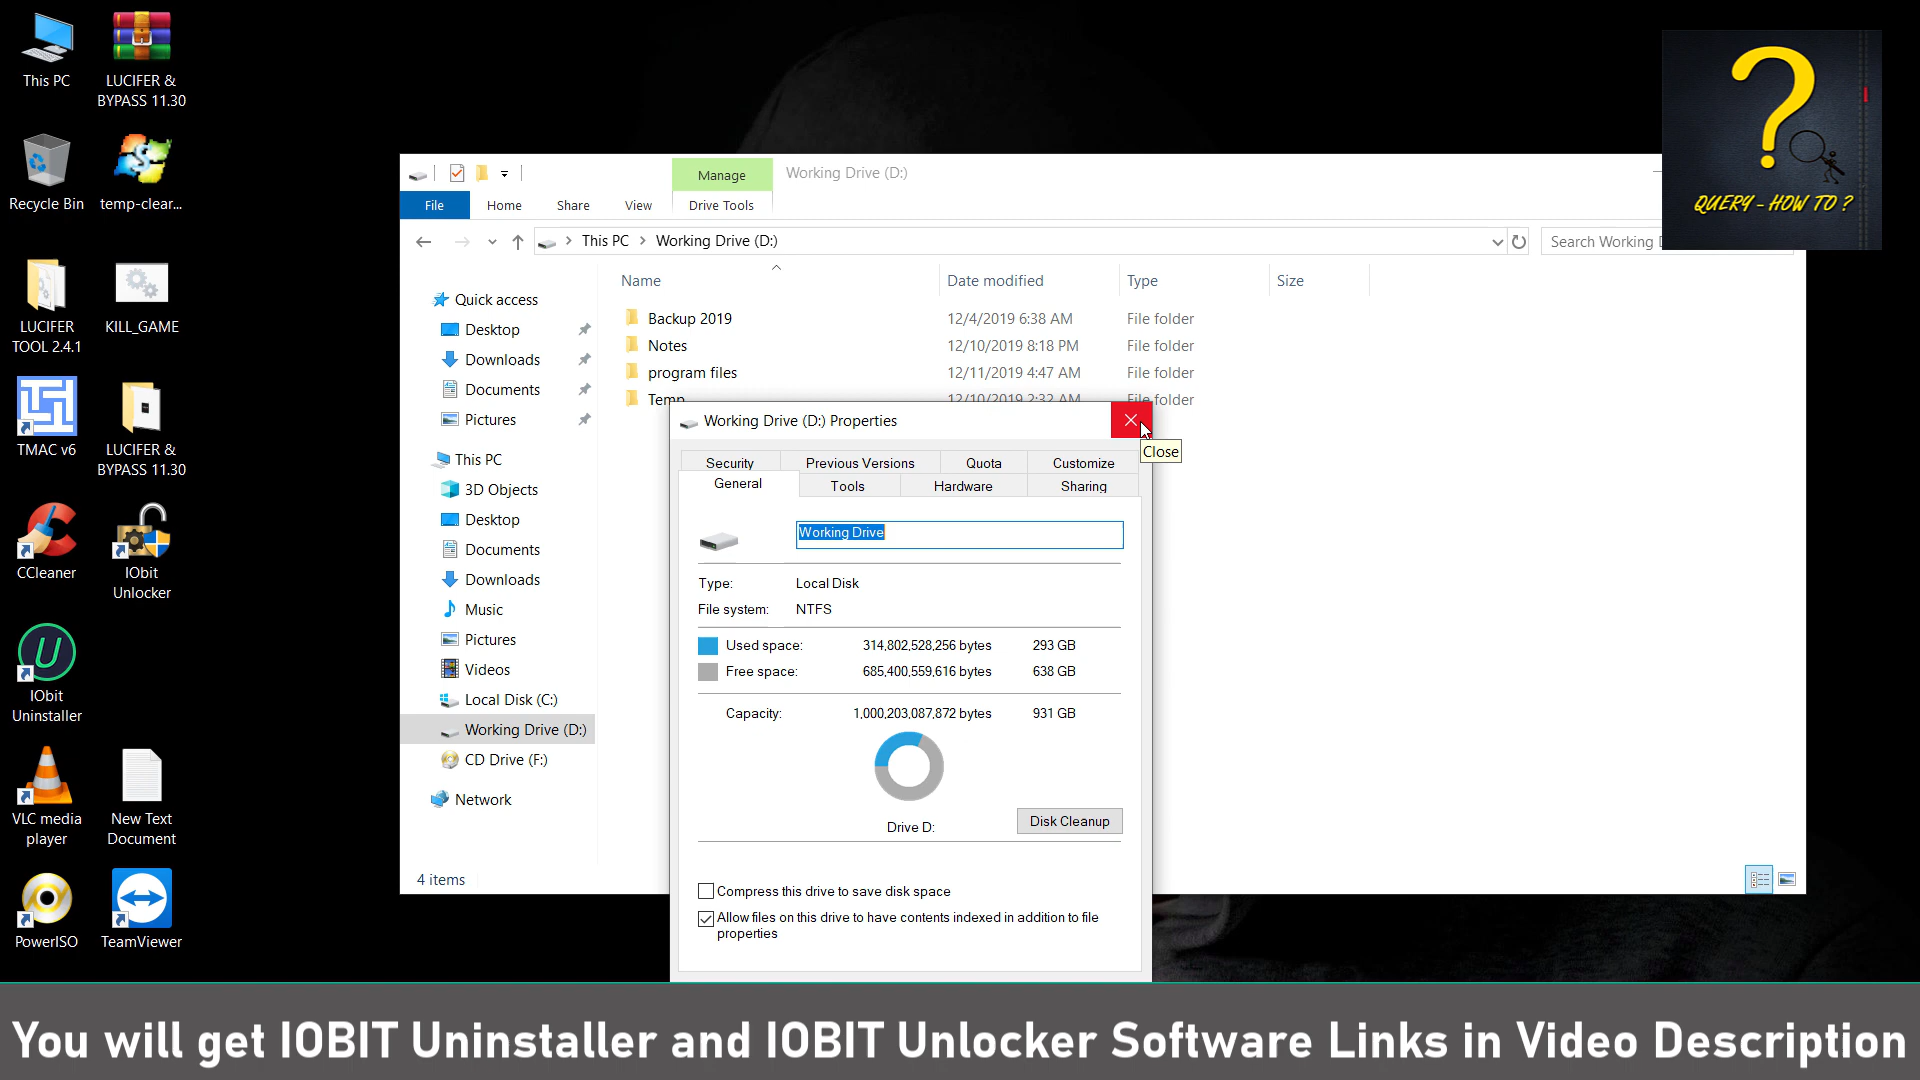 This PC
LUCIFER &
BYPASS 11.30
Recycle Bin
temp-clear...
LUCIFER
TOOL 2.4.1
KILL_GAME
TMAC v6
LUCIFER &
BYPASS 11.30
CCleaner
IObit
Unlocker
IObit
Uninstaller
VLC media
player
New Text
Document
PowerISO
TeamViewer
Manage
Working Drive (D:)
File
Home
Share
View
Drive Tools
This PC
Working Drive (D:)
Search Working D
Name
Date modified
Type
Size
Quick access
Desktop
Downloads
Documents
Pictures
This PC
3D Objects
Desktop
Documents
Downloads
Music
Pictures
Videos
Local Disk (C:)
Working Drive (D:)
CD Drive (F:)
Network
Backup 2019 12/4/2019 6:38 AM File folder
Notes 12/10/2019 8:18 PM File folder
program files 12/11/2019 4:47 AM File folder
Temp 12/10/2019 2:32 AM File folder
4 items
Working Drive (D:) Properties
Close
Security
Previous Versions
Quota
Customize
General
Tools
Hardware
Sharing
Working Drive
Type: Local Disk
File system: NTFS
Used space: 314,802,528,256 bytes 293 GB
Free space: 685,400,559,616 bytes 638 GB
Capacity: 1,000,203,087,872 bytes 931 GB
Drive D:
Disk Cleanup
Compress this drive to save disk space
Allow files on this drive to have contents indexed in addition to file
properties
?
QUERY - HOW TO ?
You will get IOBIT Uninstaller and IOBIT Unlocker Software Links in Video Description